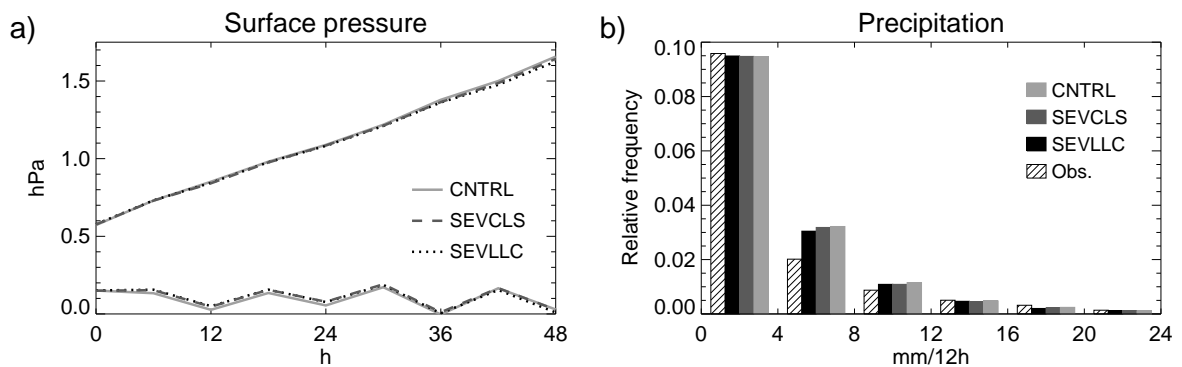 a)
Surface pressure
hPa
1.5
1.0
0.5
0.0
CNTRL
SEVCLS
SEVLLC
0 12 24 36 48
h
b)
Precipitation
Relative frequency
0.10
0.08
0.06
0.04
0.02
0.00
CNTRL
SEVCLS
SEVLLC
Obs.
0 4 8 12 16 20 24
mm/12h